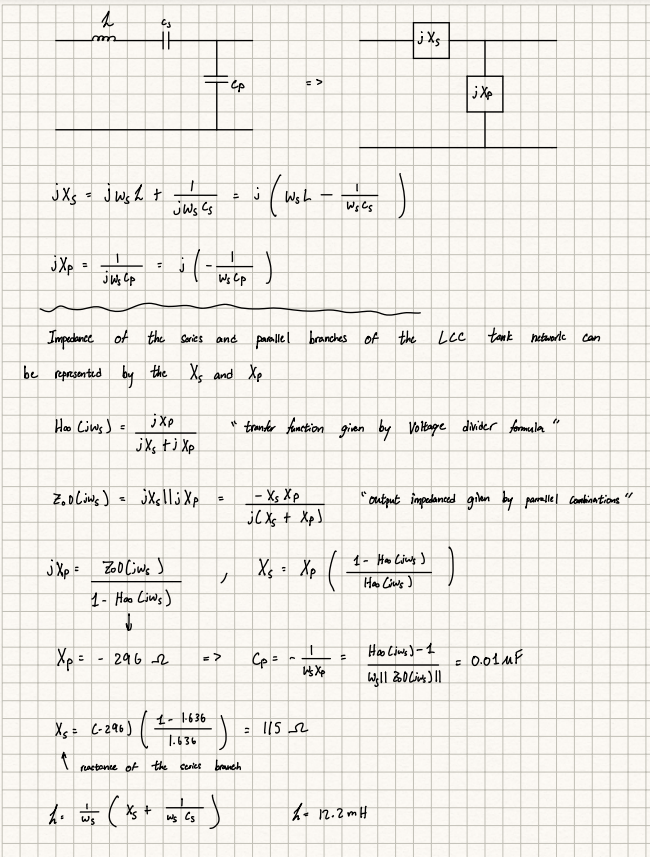 L Cs
jXs
Cp => jXp
jXs = jωsL + 1/(jωsCs) = j(ωsL − 1/(ωsCs))
jXp = 1/(jωsCp) = j(−1/(ωsCp))
Impedance of the series and parallel branches of the LCC tank network can
be represented by the Xs and Xp
H∞(jωs) = jXp/(jXs + jXp) " transfer function given by Voltage divider formula "
Z₀0(jωs) = jXs||jXp = −XsXp/(j(Xs + Xp)) "output impedanced given by parallel combinations"
jXp = Z₀0(jωs)/(1 − H∞(jωs)) , Xs = Xp((1 − H∞(jωs))/H∞(jωs))
↓
Xp = − 296 Ω => Cp = −1/(ωsXp) = (H∞(jωs) − 1)/(ωs||Z₀0(jωs)||) = 0.01 μF
Xs = (−296)((1 − 1.636)/1.636) = 115 Ω
↑ reactance of the series branch
L = 1/ωs (Xs + 1/(ωsCs)) L = 12.2 mH